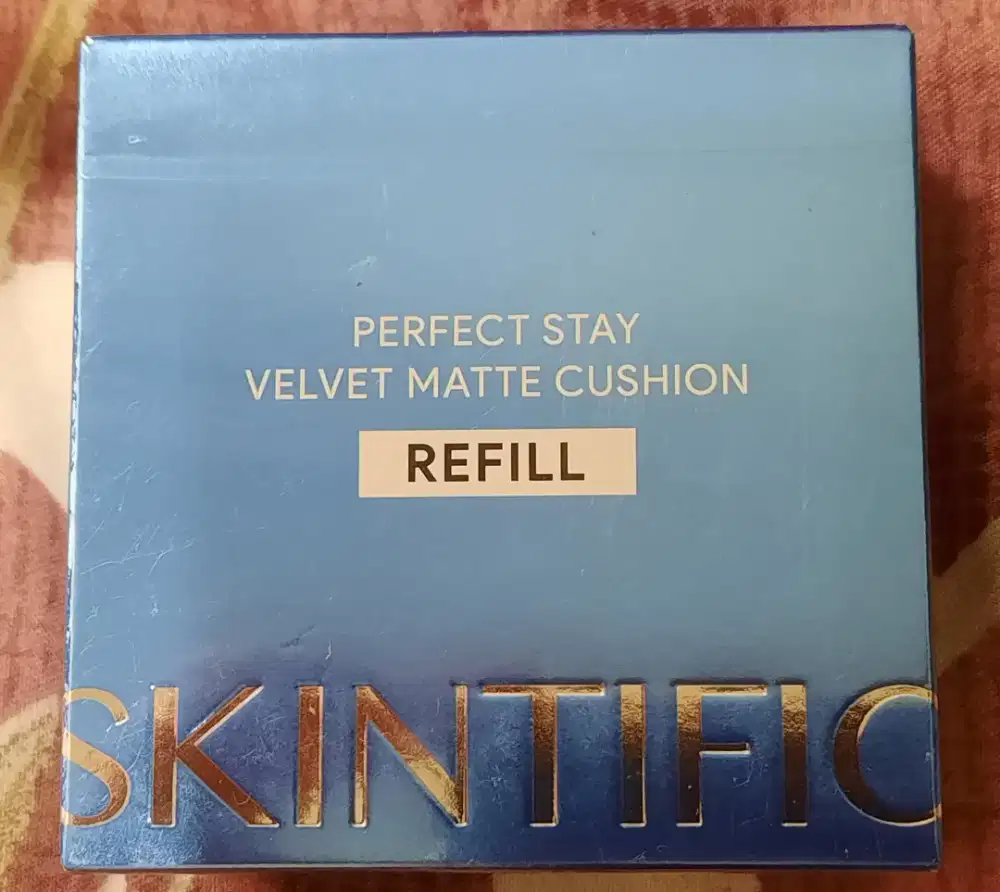 PERFECT STAY
VELVET MATTE CUSHION
REFILL
SKINTIFIC